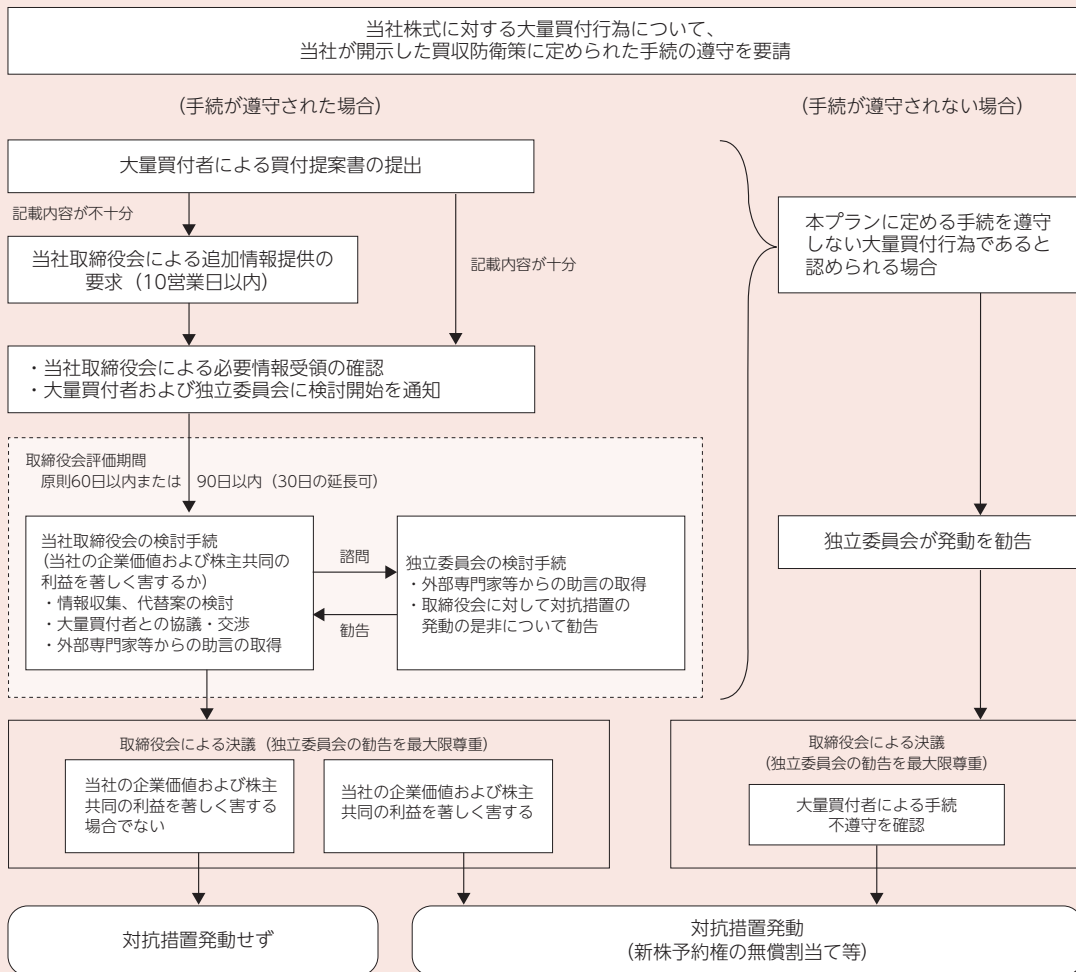 当社株式に対する大量買付行為について、
当社が開示した買収防衛策に定められた手続の遵守を要請
（手続が遵守された場合）
（手続が遵守されない場合）
大量買付者による買付提案書の提出
記載内容が不十分
当社取締役会による追加情報提供の
要求（10営業日以内）
記載内容が十分
本プランに定める手続を遵守
しない大量買付行為であると
認められる場合
・当社取締役会による必要情報受領の確認
・大量買付者および独立委員会に検討開始を通知
取締役会評価期間
原則60日以内または 90日以内（30日の延長可）
当社取締役会の検討手続
（当社の企業価値および株主共同の
利益を著しく害するか）
・情報収集、代替案の検討
・大量買付者との協議・交渉
・外部専門家等からの助言の取得
諮問
勧告
独立委員会の検討手続
・外部専門家等からの助言の取得
・取締役会に対して対抗措置の
発動の是非について勧告
独立委員会が発動を勧告
取締役会による決議（独立委員会の勧告を最大限尊重）
当社の企業価値および株主
共同の利益を著しく害する
場合でない
当社の企業価値および株主
共同の利益を著しく害する
取締役会による決議
（独立委員会の勧告を最大限尊重）
大量買付者による手続
不遵守を確認
対抗措置発動せず
対抗措置発動
（新株予約権の無償割当て等）